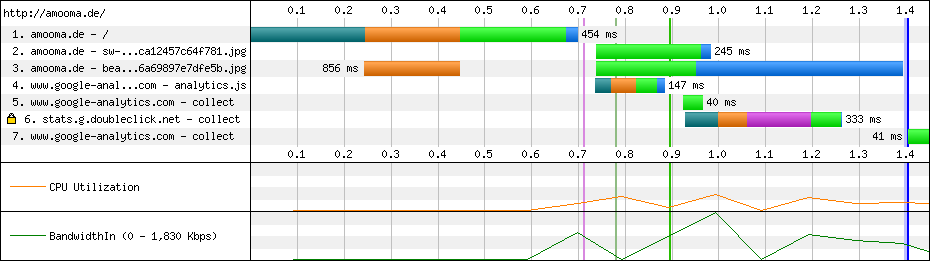 http://amooma.de/
0.1 0.2 0.3 0.4 0.5 0.6 0.7 0.8 0.9 1.0 1.1 1.2 1.3 1.4
1. amooma.de - / 454 ms
2. amooma.de - sw-...ca12457c64f781.jpg 245 ms
3. amooma.de - bea...6a69897e7dfe5b.jpg 856 ms
4. www.google-anal...com - analytics.js 147 ms
5. www.google-analytics.com - collect 40 ms
6. stats.g.doubleclick.net - collect 333 ms
7. www.google-analytics.com - collect 41 ms
0.1 0.2 0.3 0.4 0.5 0.6 0.7 0.8 0.9 1.0 1.1 1.2 1.3 1.4
CPU Utilization
BandwidthIn (0 - 1,830 Kbps)